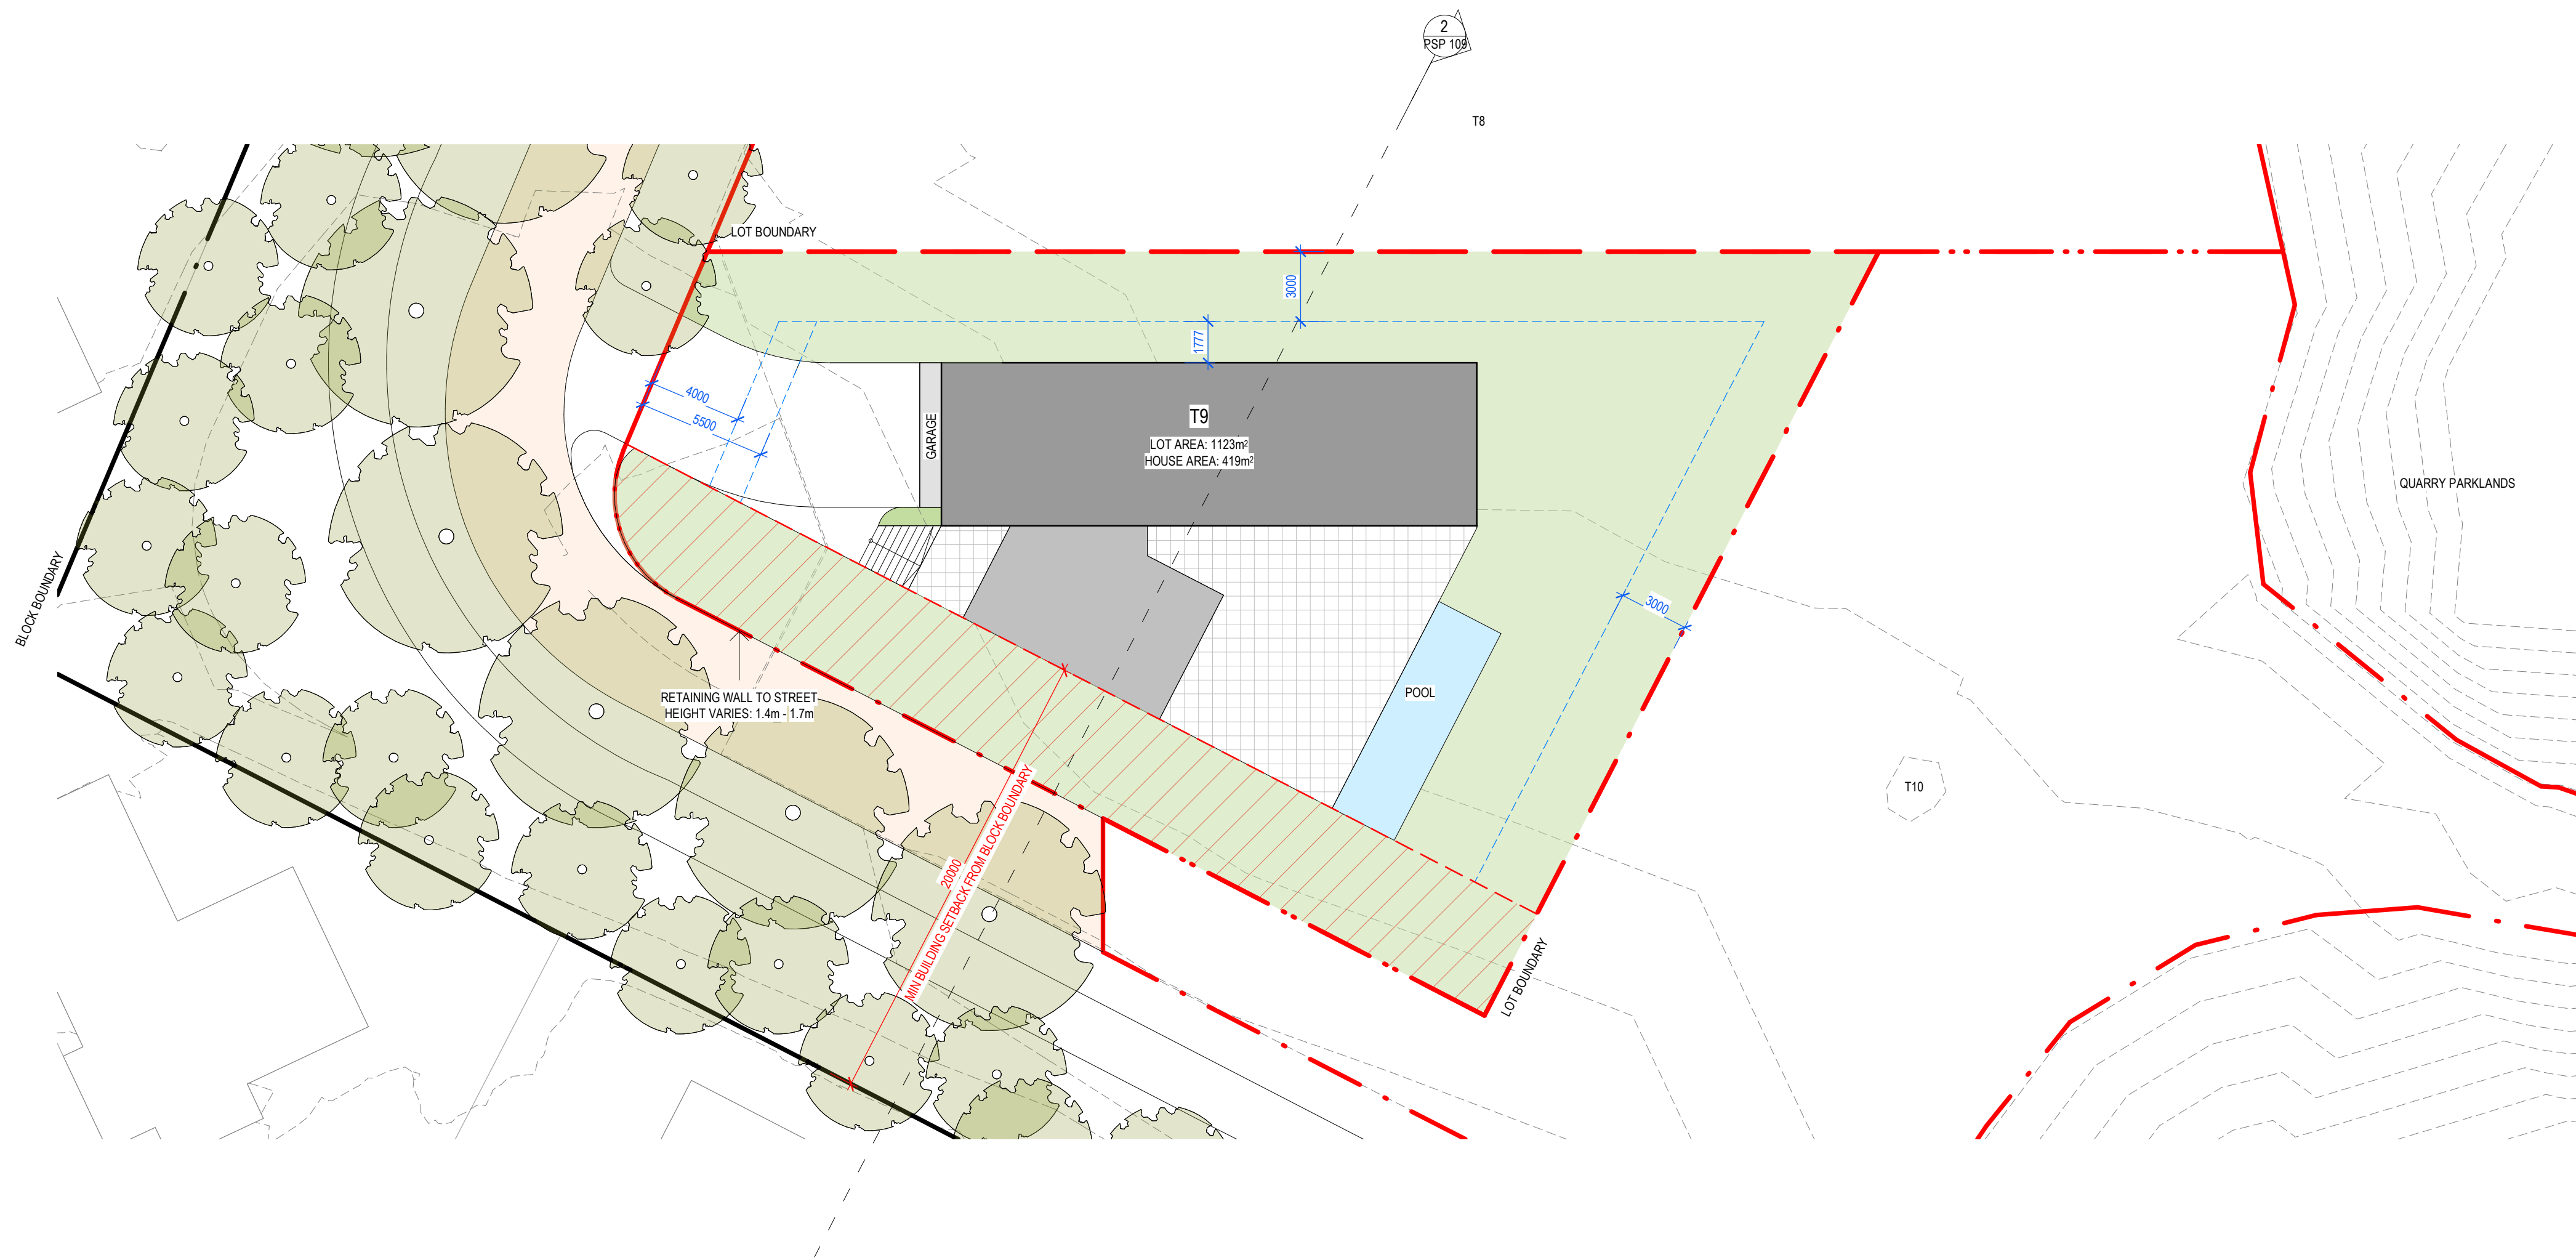 2
PSP 109
T8
LOT BOUNDARY
3000
1777
4000
5500
GARAGE
T9
LOT AREA: 1123m²
HOUSE AREA: 419m²
QUARRY PARKLANDS
BLOCK BOUNDARY
3000
RETAINING WALL TO STREET
HEIGHT VARIES: 1.4m - 1.7m
POOL
T10
20000
MIN BUILDING SETBACK FROM BLOCK BOUNDARY
LOT BOUNDARY